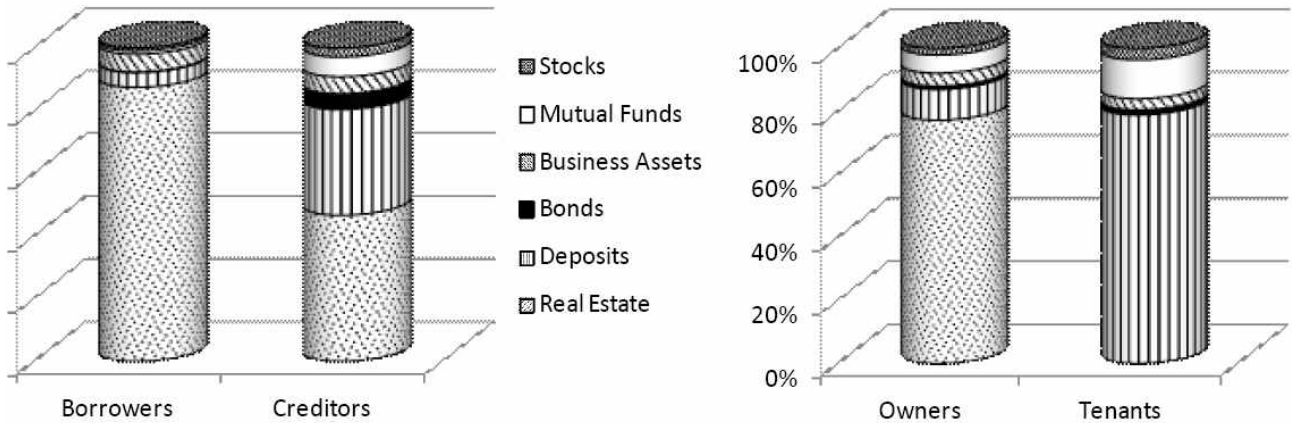 Stocks
Mutual Funds
Business Assets
Bonds
Deposits
Real Estate
Borrowers
Creditors
100%
80%
60%
40%
20%
0%
Owners
Tenants